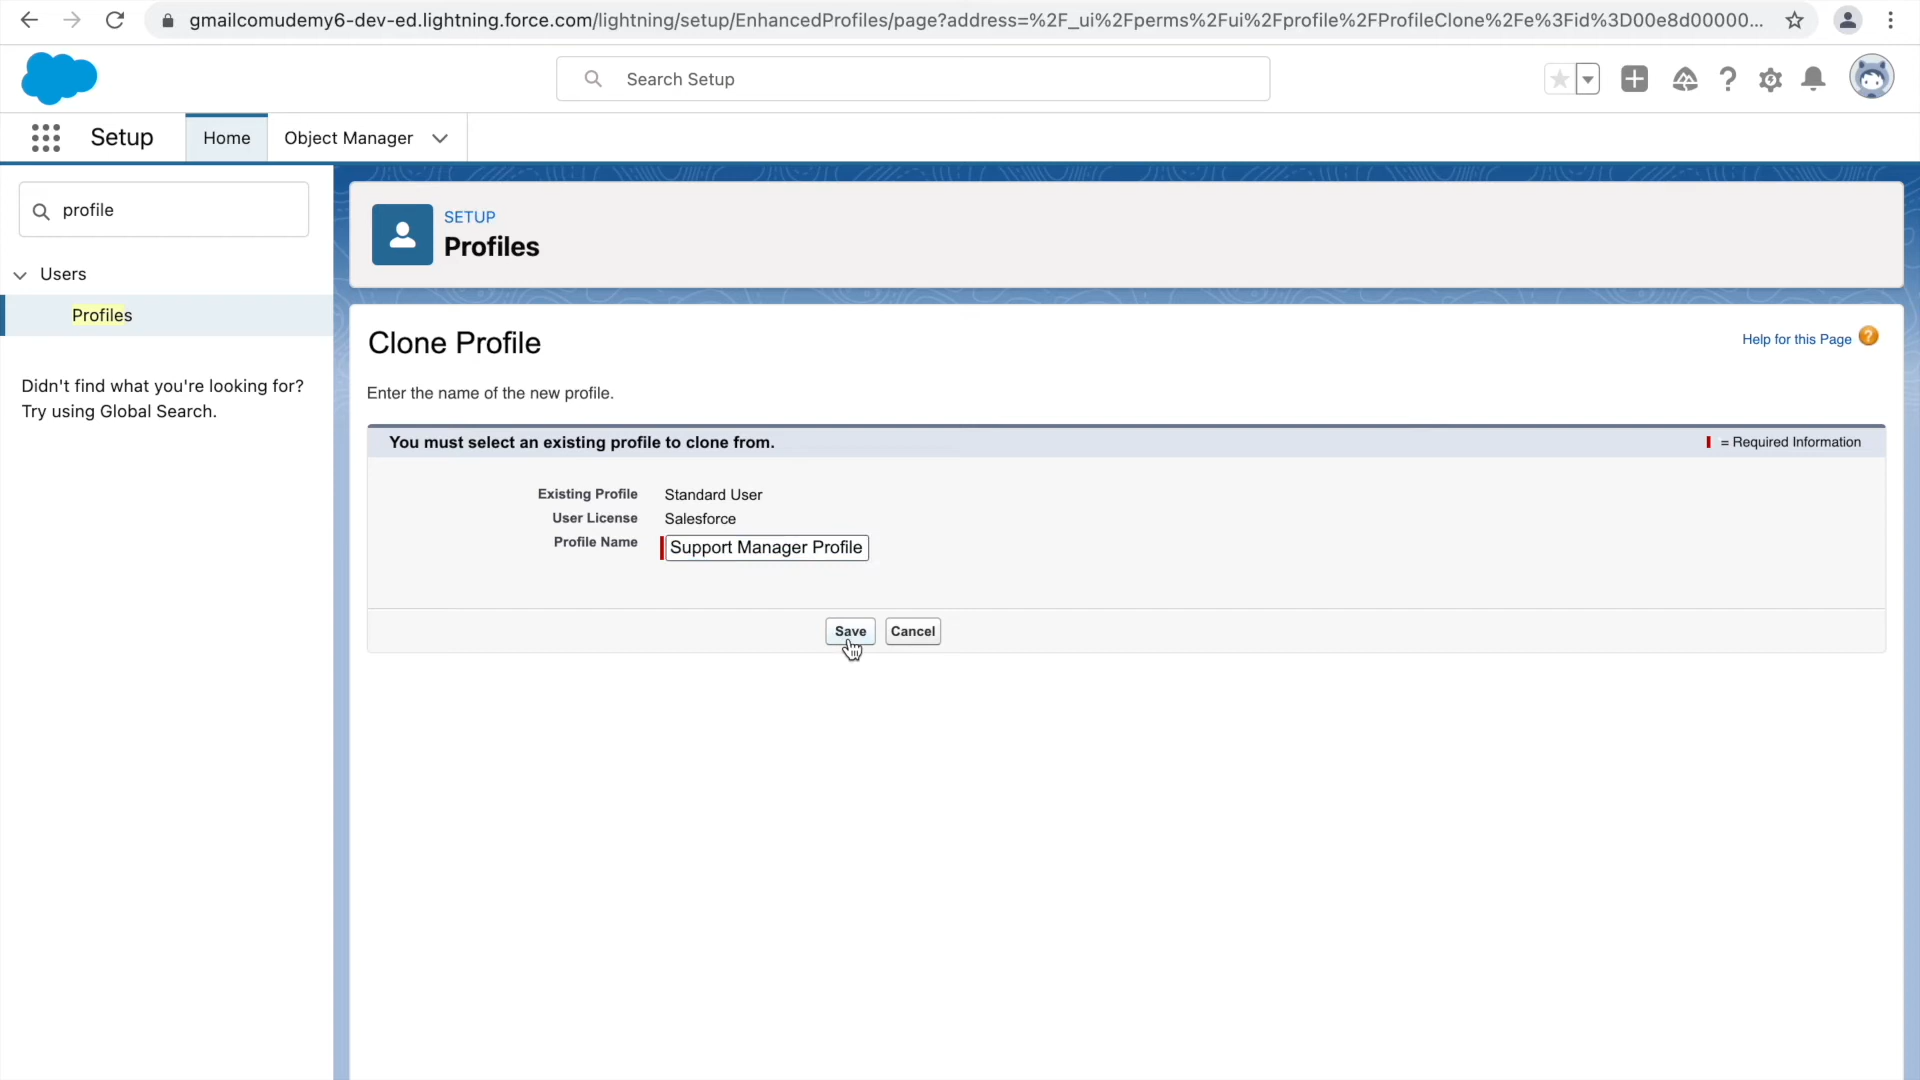 gmailcomudemy6-dev-ed.lightning.force.com/lightning/setup/EnhancedProfiles/page?address=%2F_ui%2Fperms%2Fui%2Fprofile%2FProfileClone%2Fe%3Fid%3D00e8d00000...
Search Setup
Setup
Home
Object Manager
profile
Users
Profiles
Didn't find what you're looking for?
Try using Global Search.
SETUP
Profiles
Clone Profile
Help for this Page ?
Enter the name of the new profile.
You must select an existing profile to clone from.
= Required Information
Existing Profile Standard User
User License Salesforce
Profile Name Support Manager Profile
Save Cancel